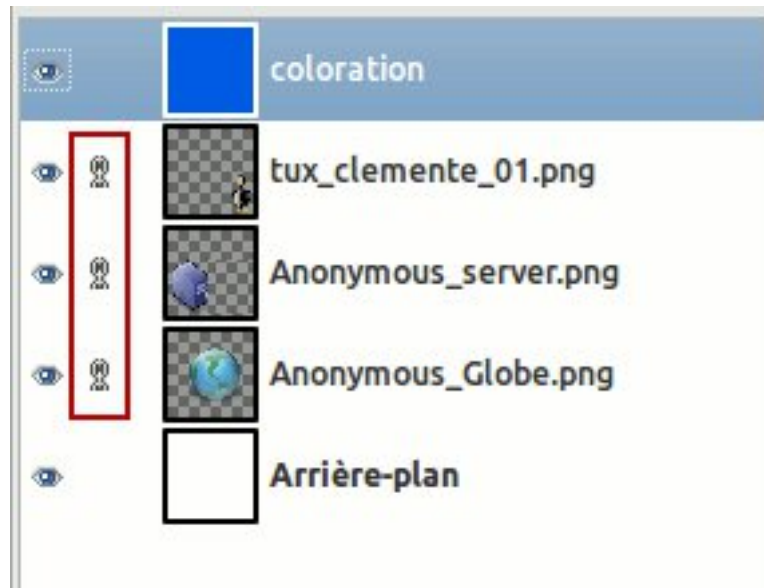 coloration
tux_clemente_01.png
Anonymous_server.png
Anonymous_Globe.png
Arrière-plan